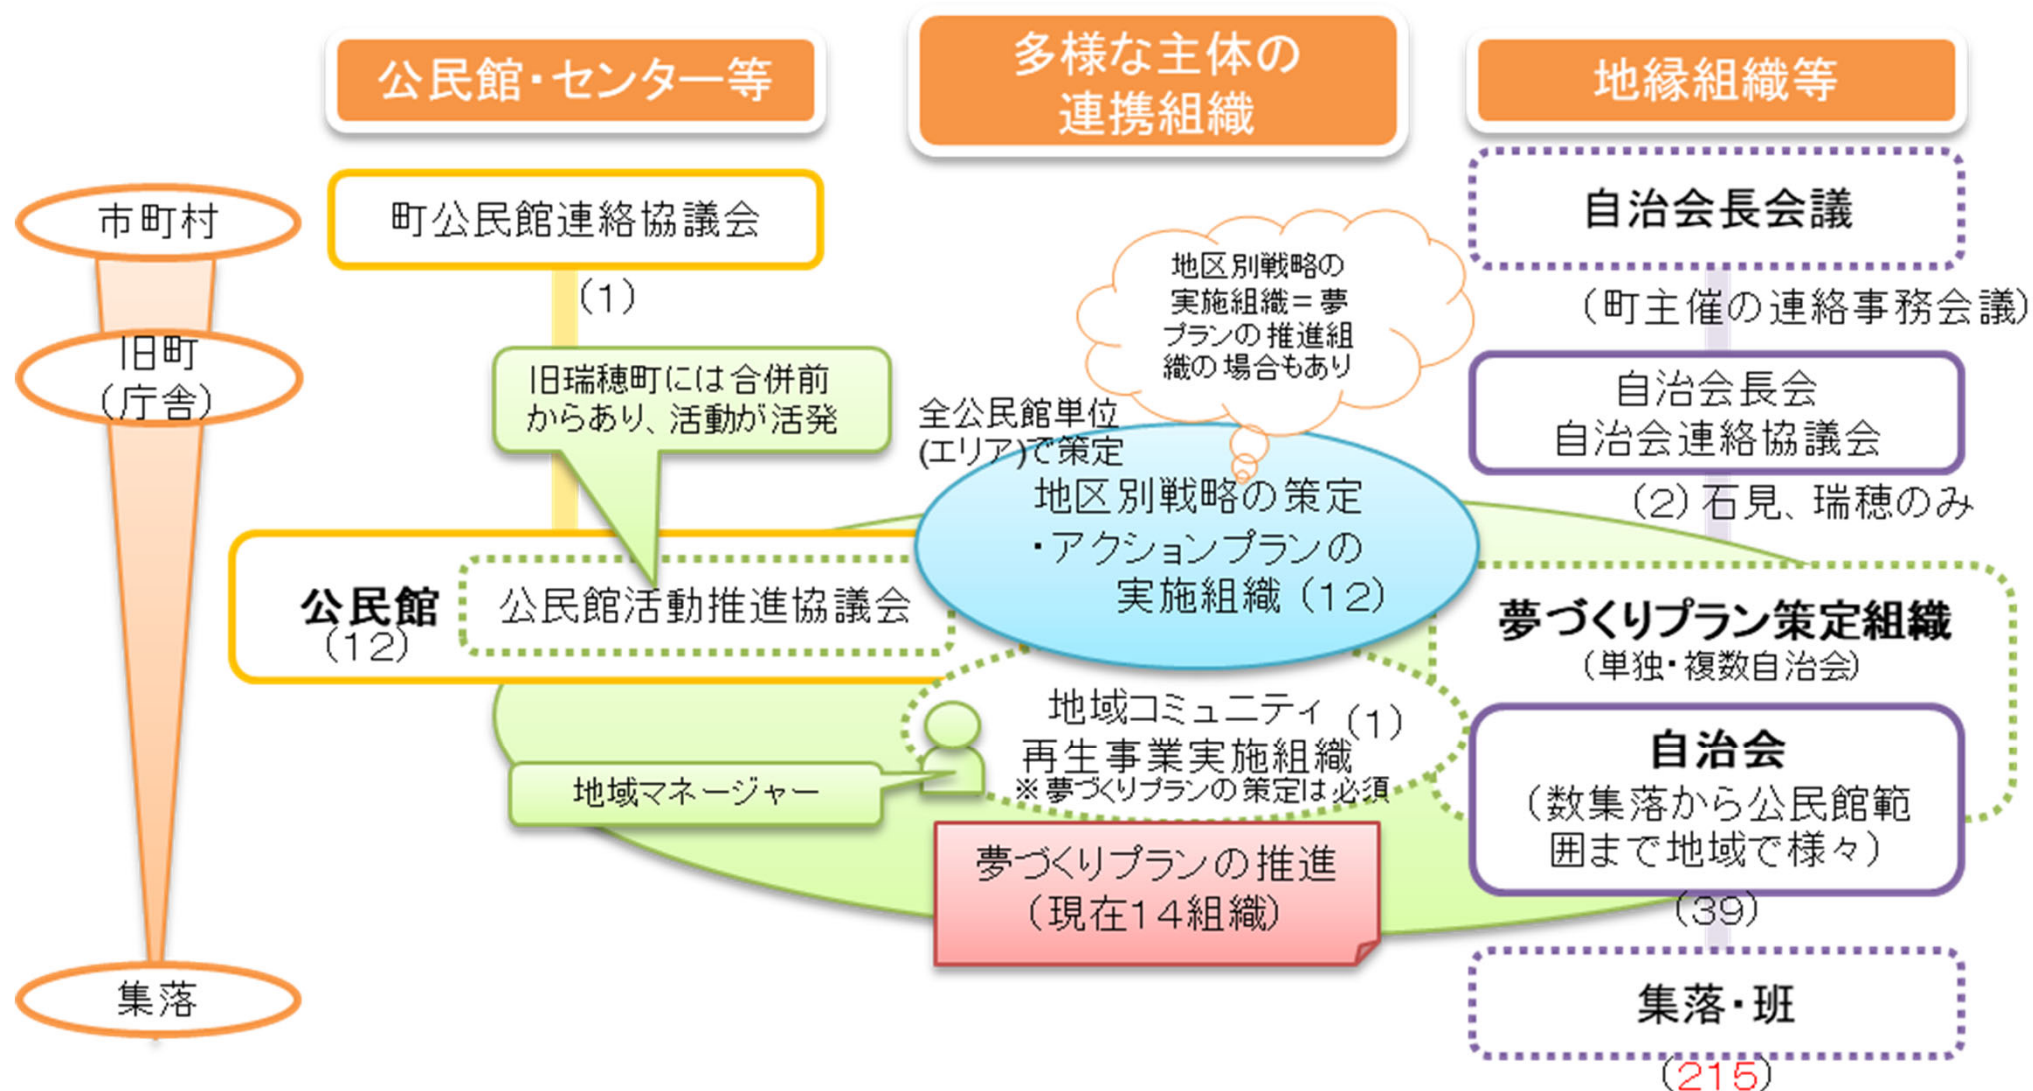 公民館・センター等
多様な主体の
連携組織
地縁組織等
市町村
旧町
(庁舎)
集落
町公民館連絡協議会
(1)
旧瑞穂町には合併前
からあり、活動が活発
公民館
(12)
公民館活動推進協議会
地区別戦略の
実施組織＝夢
プランの推進組
織の場合もあり
全公民館単位
(エリア)で策定
地区別戦略の策定
・アクションプランの
実施組織(12)
地域コミュニティ
(1)
再生事業実施組織
※夢づくりプランの策定は必須
地域マネージャー
夢づくりプランの推進
(現在14組織)
自治会長会議
(町主催の連絡事務会議)
自治会長会
自治会連絡協議会
(2)石見、瑞穂のみ
夢づくりプラン策定組織
(単独・複数自治会)
自治会
(数集落から公民館範
囲まで地域で様々)
(39)
集落・班
(215)